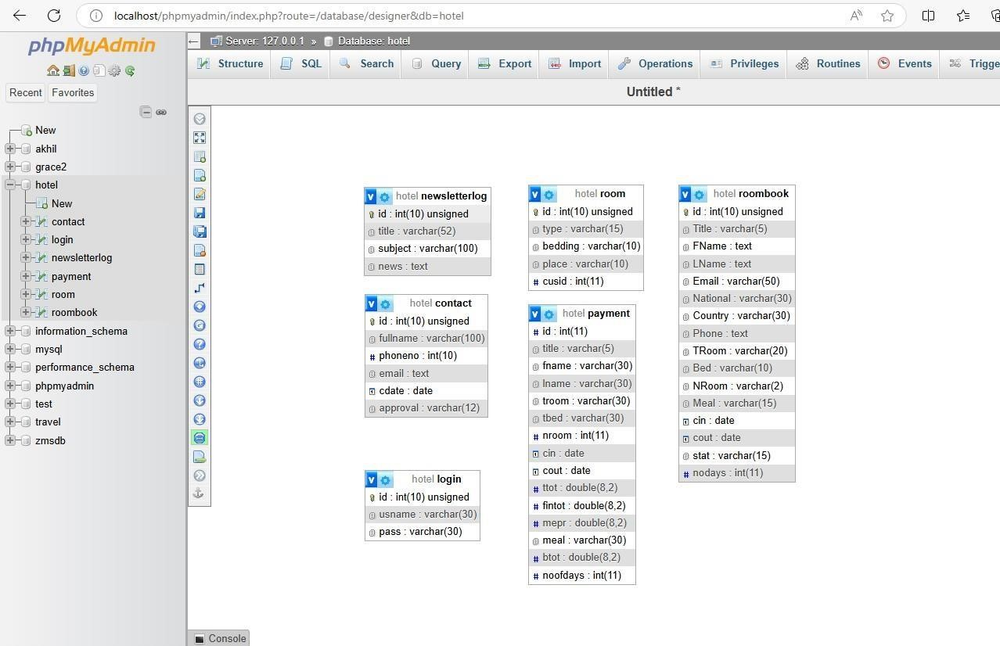 localhost/phpmyadmin/index.php?route=/database/designer&db=hotel
phpMyAdmin
Recent Favorites
New
akhil
grace2
hotel
New
contact
login
newsletterlog
payment
room
roombook
information_schema
mysql
performance_schema
phpmyadmin
test
travel
zmsdb
Server: 127.0.0.1 » Database: hotel
Structure SQL Search Query Export Import Operations Privileges Routines Events Trigge
Untitled *
V hotel newsletterlog
id : int(10) unsigned
title : varchar(52)
subject : varchar(100)
news : text
V hotel contact
id : int(10) unsigned
fullname : varchar(100)
# phoneno : int(10)
email : text
cdate : date
approval : varchar(12)
V hotel login
id : int(10) unsigned
usname : varchar(30)
pass : varchar(30)
V hotel room
id : int(10) unsigned
type : varchar(15)
bedding : varchar(10)
place : varchar(10)
# cusid : int(11)
V hotel payment
# id : int(11)
title : varchar(5)
fname : varchar(30)
lname : varchar(30)
troom : varchar(30)
tbed : varchar(30)
# nroom : int(11)
cin : date
cout : date
# ttot : double(8,2)
# fintot : double(8,2)
# mepr : double(8,2)
meal : varchar(30)
# btot : double(8,2)
# noofdays : int(11)
V hotel roombook
id : int(10) unsigned
Title : varchar(5)
FName : text
LName : text
Email : varchar(50)
National : varchar(30)
Country : varchar(30)
Phone : text
TRoom : varchar(20)
Bed : varchar(10)
NRoom : varchar(2)
Meal : varchar(15)
cin : date
cout : date
stat : varchar(15)
# nodays : int(11)
Console